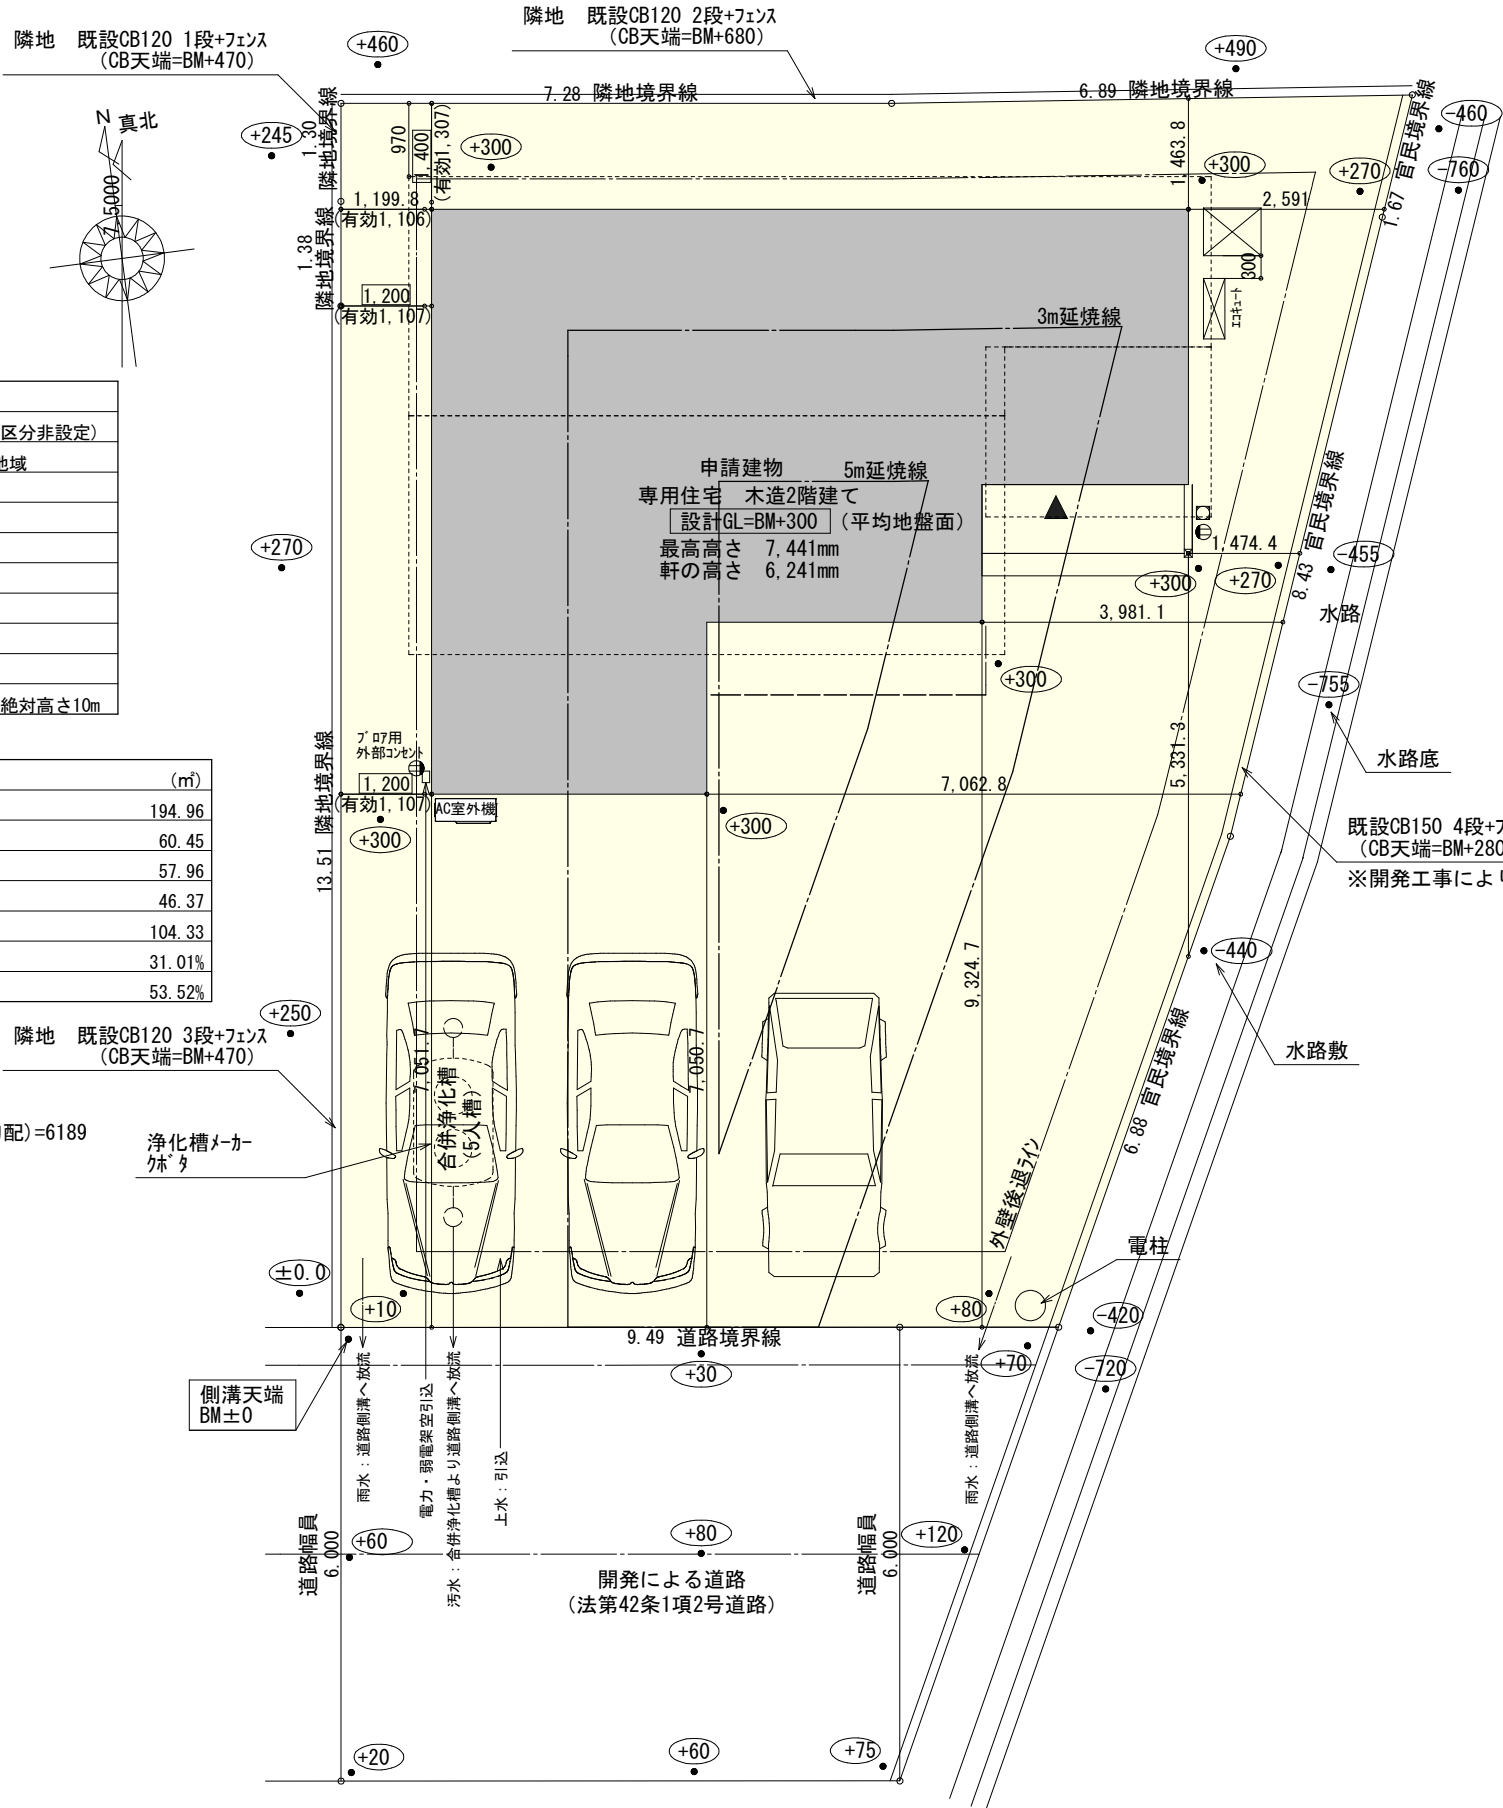 隣地 既設CB120 2段+ﾌｪﾝｽ
(CB天端=BM+680)
隣地 既設CB120 1段+ﾌｪﾝｽ
(CB天端=BM+470)
+460
+490
7.28 隣地境界線
6.89 隣地境界線
N 真北
7.5000
+245
1.30 隣地境界線
970
1,400
(有効1,307)
+300
1,463.8
+300
+270
1.67 官民境界線
-460
-760
1,199.8
(有効1,106)
2,591
1.38 隣地境界線
1,200
(有効1,107)
300
ｴｺｷｭｰﾄ
3m延焼線
区分非設定)
地域
絶対高さ10m
申請建物
5m延焼線
専用住宅 木造2階建て
設計GL=BM+300 (平均地盤面)
最高高さ 7,441mm
軒の高さ 6,241mm
+270
1,474.4
+300
+270
8.43 官民境界線
-455
水路
3,981.1
+300
-755
水路底
5,331.3
(㎡)
194.96
60.45
57.96
46.37
104.33
31.01%
53.52%
ﾌﾞﾛｱ用
外部ｺﾝｾﾝﾄ
1,200
(有効1,107)
AC室外機
7,062.8
+300
+300
13.51 隣地境界線
既設CB150 4段+ﾌ
(CB天端=BM+280
※開発工事により
-440
水路敷
9,324.7
+250
隣地 既設CB120 3段+ﾌｪﾝｽ
(CB天端=BM+470)
配)=6189
浄化槽ﾒｰｶｰ
ｸﾎﾞﾀ
7,051.7
合併浄化槽
(5人槽)
7,050.7
6.88 官民境界線
外壁後退ﾗｲﾝ
電柱
±0.0
+10
+80
-420
9.49 道路境界線
+30
+70
-720
側溝天端
BM±0
雨水：道路側溝へ放流
電力・弱電架空引込
汚水：合併浄化槽より道路側溝へ放流
上水：引込
雨水：道路側溝へ放流
道路幅員
6.000
+60
+80
道路幅員
6.000
+120
開発による道路
(法第42条1項2号道路)
+20
+60
+75